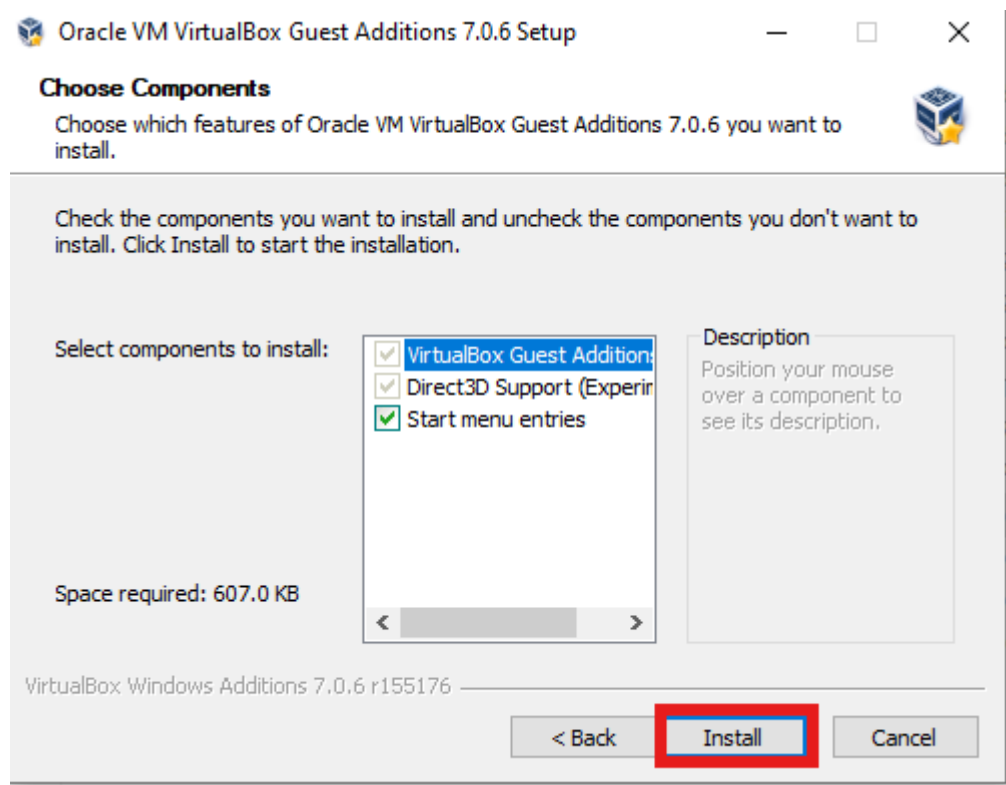 Oracle VM VirtualBox Guest Additions 7.0.6 Setup
Choose Components
Choose which features of Oracle VM VirtualBox Guest Additions 7.0.6 you want to
install.
Check the components you want to install and uncheck the components you don't want to
install. Click Install to start the installation.
Select components to install:
VirtualBox Guest Additions
Direct3D Support (Experin
Start menu entries
Description
Position your mouse
over a component to
see its description.
Space required: 607.0 KB
VirtualBox Windows Additions 7.0.6 r155176
< Back
Install
Cancel